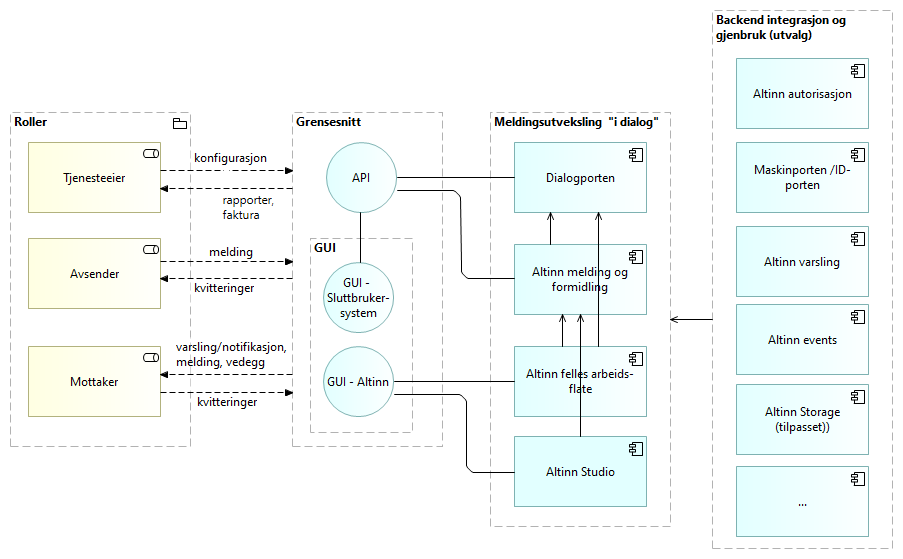 Roller
Tjenesteeier
Avsender
Mottaker
konfigurasjon
rapporter,
faktura
melding
kvitteringer
varsling/notifikasjon,
melding, vedegg
kvitteringer
Grensesnitt
API
GUI
GUI -
Sluttbruker-
system
GUI - Altinn
Meldingsutveksling "i dialog"
Dialogporten
Altinn melding og
formidling
Altinn felles arbeids-
flate
Altinn Studio
Backend integrasjon og
gjenbruk (utvalg)
Altinn autorisasjon
Maskinporten /ID-
porten
Altinn varsling
Altinn events
Altinn Storage
(tilpasset))
...